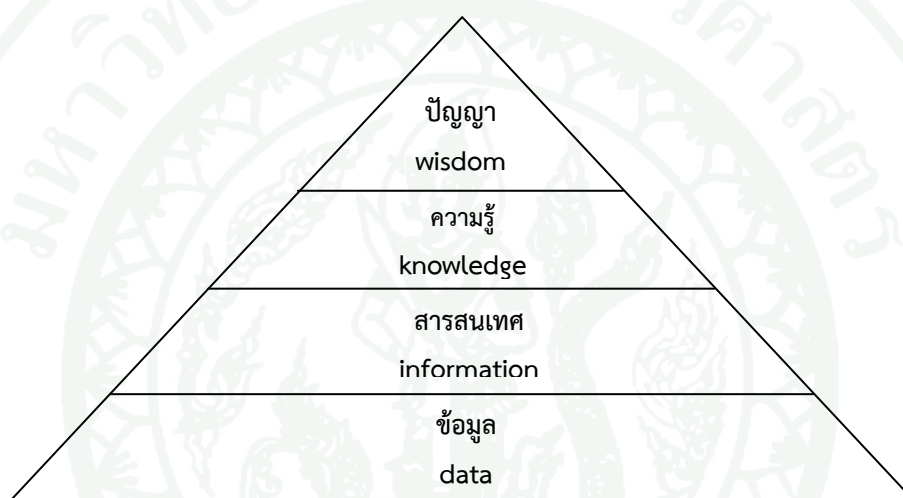 ปัญญา
wisdom
ความรู้
knowledge
สารสนเทศ
information
ข้อมูล
data